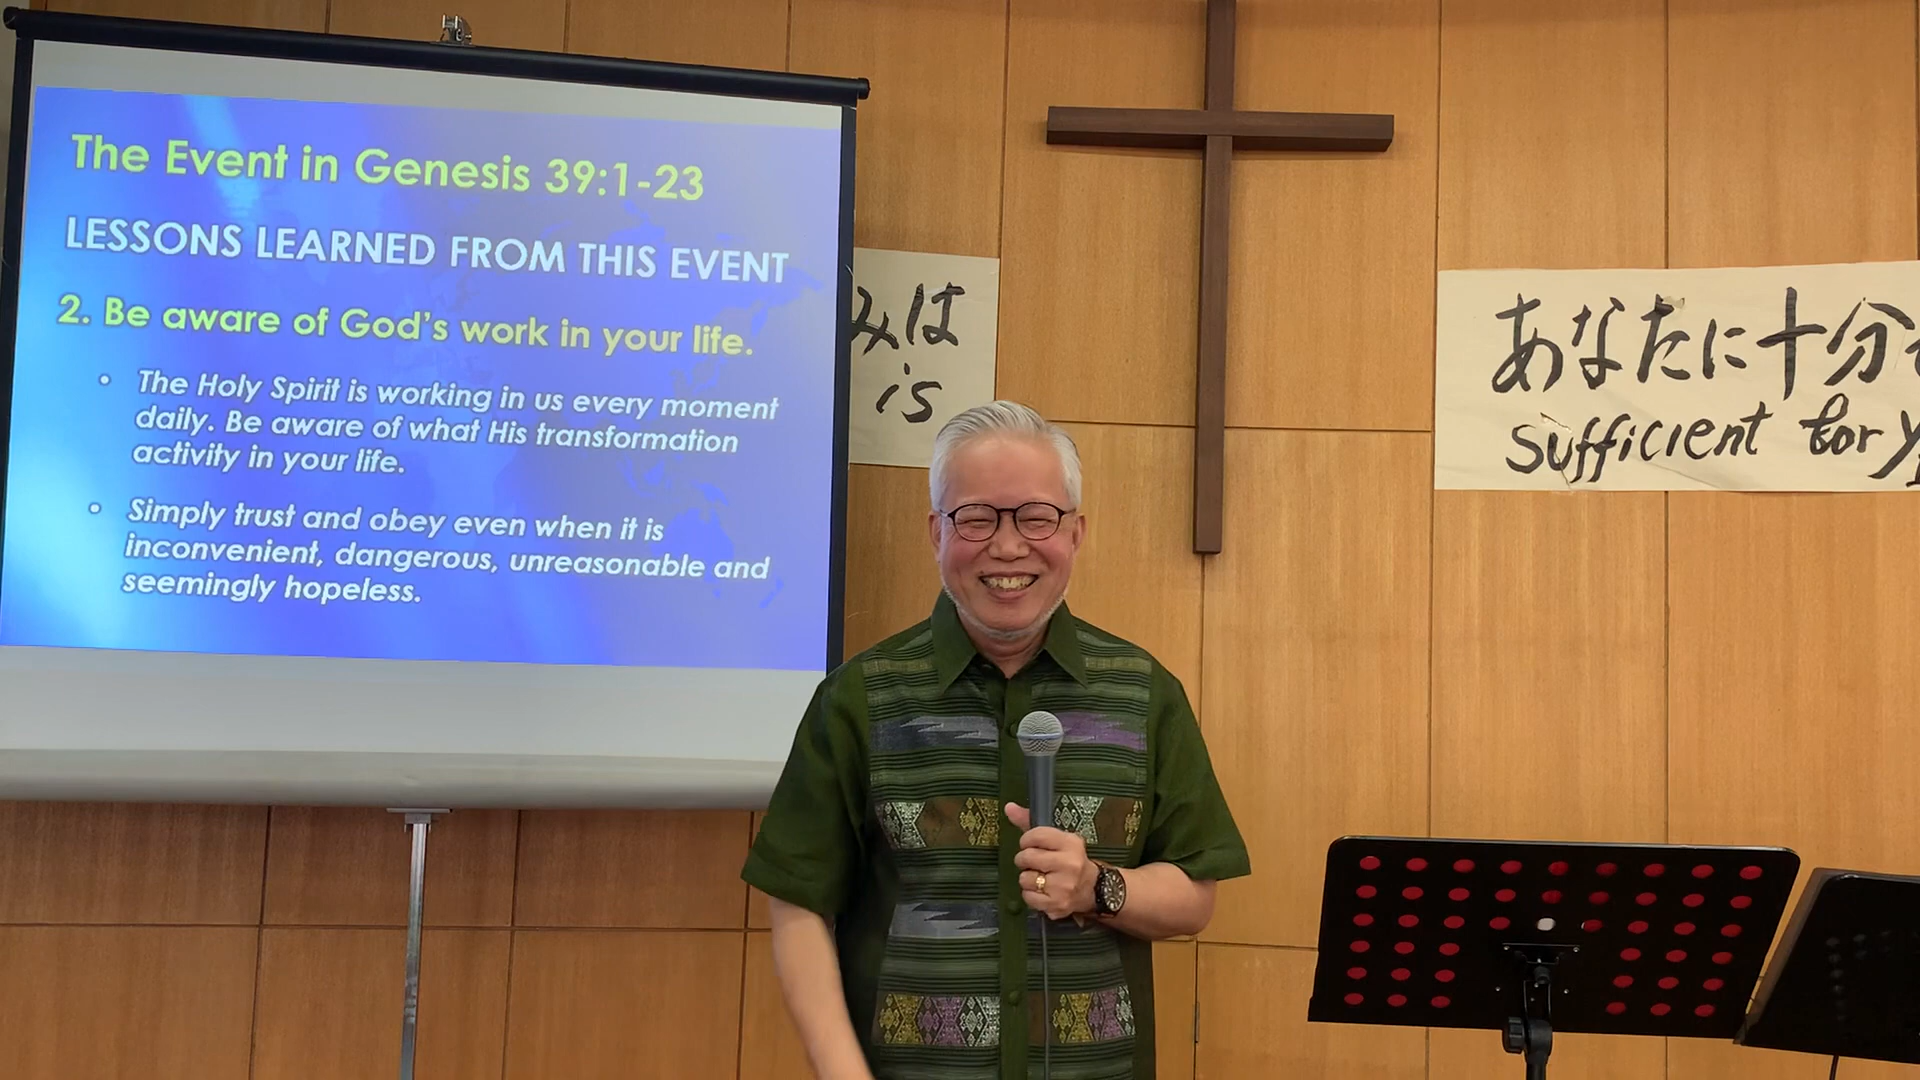 The Event in Genesis 39:1-23
LESSONS LEARNED FROM THIS EVENT
2. Be aware of God's work in your life.
• The Holy Spirit is working in us every moment
daily. Be aware of what His transformation
activity in your life.
• Simply trust and obey even when it is
inconvenient, dangerous, unreasonable and
seemingly hopeless.
みは
is
あなたに十分
sufficient for